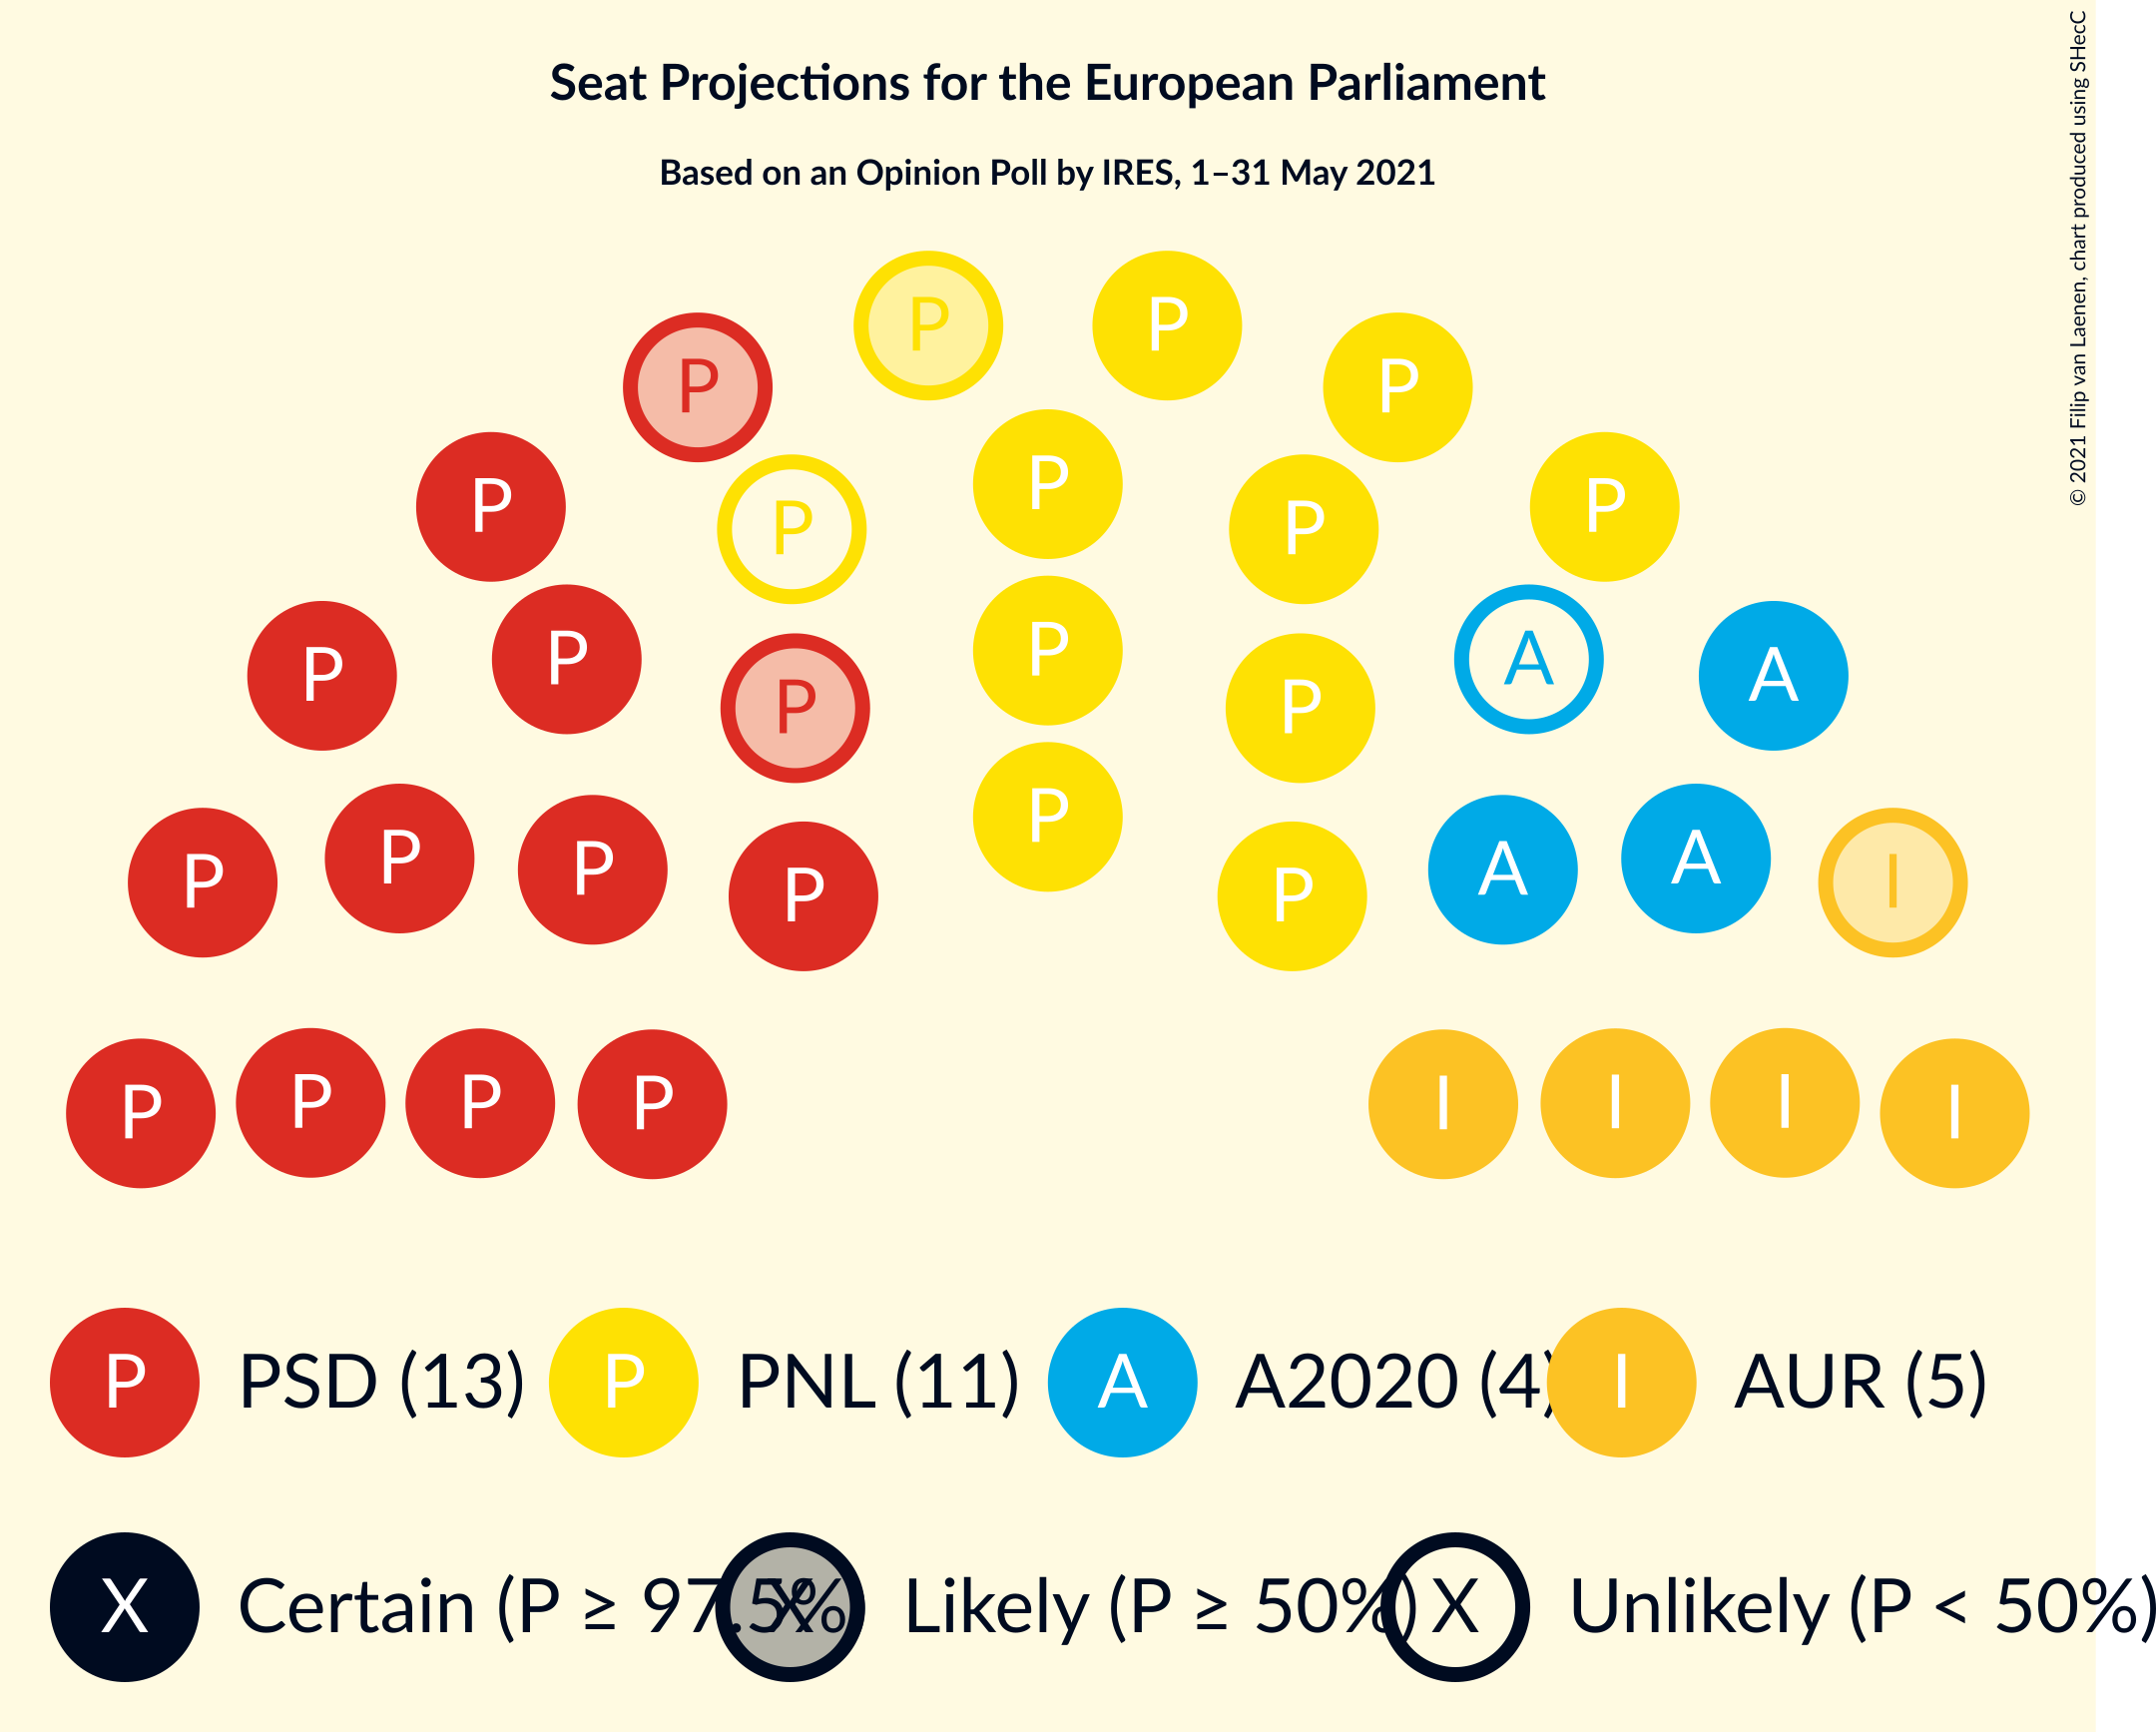 Seat Projections for the European Parliament
Based on an Opinion Poll by IRES, 1–31 May 2021
© 2021 Filip van Laenen, chart produced using SHecC
P P
P P
P P P
P P
P P P A A
P P
P
P P P P P A A I
P P P P I I I I
P PSD (13) P PNL (11) A A2020 (4) I AUR (5)
X Certain (P ≥ 97.5% X Likely (P ≥ 50%) X Unlikely (P < 50%)